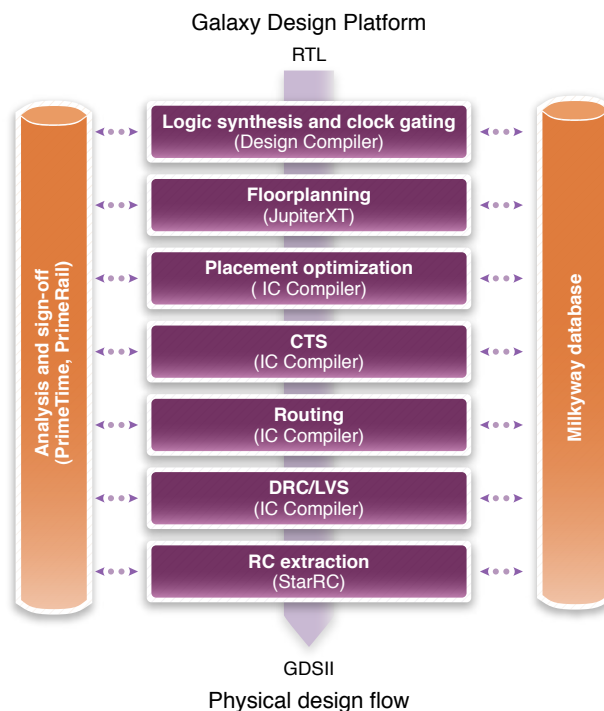 Galaxy Design Platform
RTL
Logic synthesis and clock gating
(Design Compiler)
Floorplanning
(JupiterXT)
Placement optimization
( IC Compiler)
CTS
(IC Compiler)
Routing
(IC Compiler)
DRC/LVS
(IC Compiler)
RC extraction
(StarRC)
Analysis and sign-off
(PrimeTime, PrimeRail)
Milkyway database
GDSII
Physical design flow